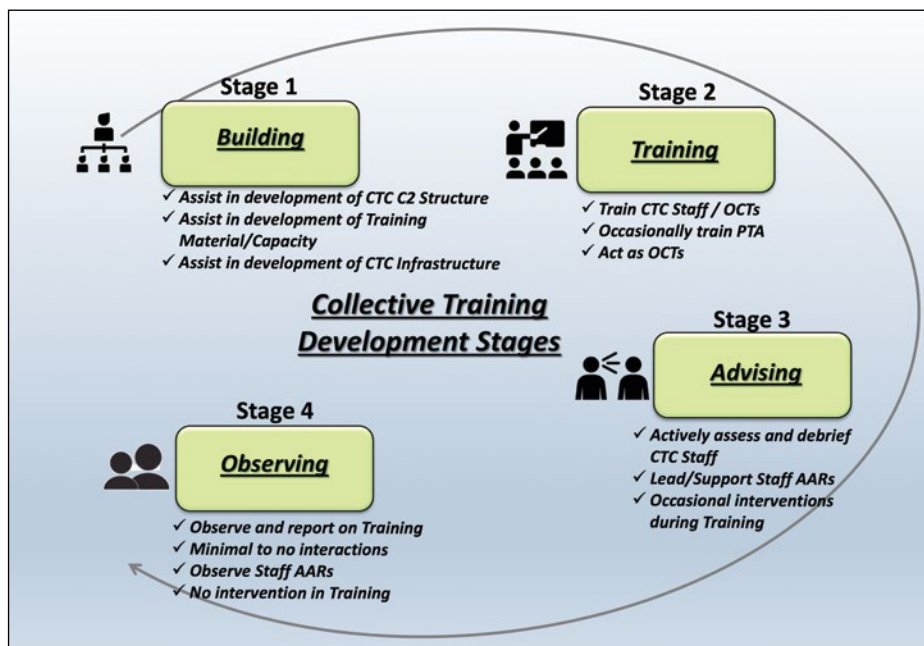 Stage 1
Building
✓ Assist in development of CTC C2 Structure
✓ Assist in development of Training
Material/Capacity
✓ Assist in development of CTC Infrastructure
Stage 2
Training
✓ Train CTC Staff / OCTs
✓ Occasionally train PTA
✓ Act as OCTs
Collective Training
Development Stages
Stage 3
Advising
✓ Actively assess and debrief
CTC Staff
✓ Lead/Support Staff AARs
✓ Occasional interventions
during Training
Stage 4
Observing
✓ Observe and report on Training
✓ Minimal to no interactions
✓ Observe Staff AARs
✓ No intervention in Training